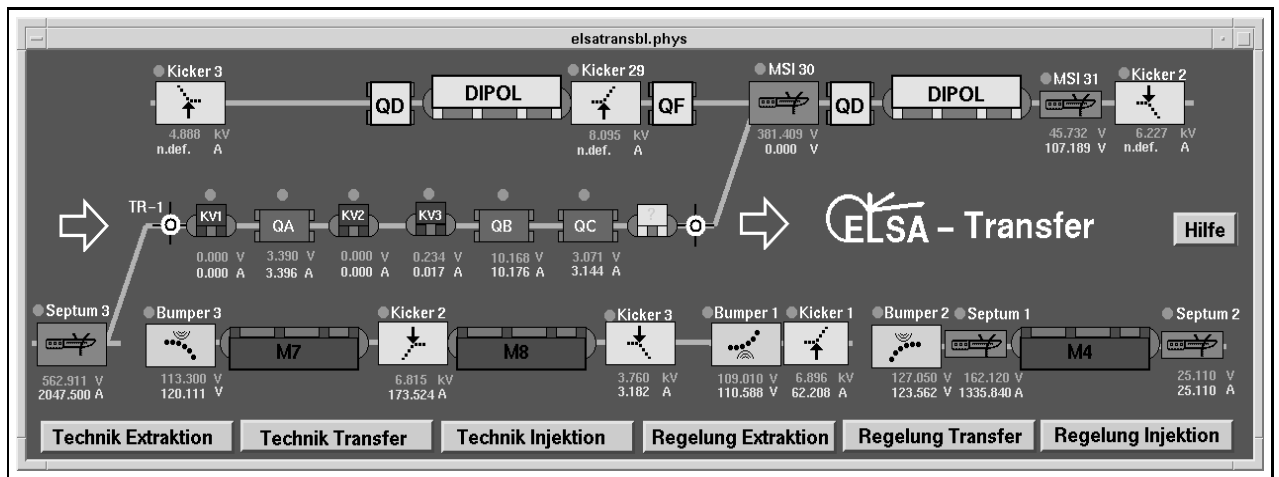 elsatransbl.phys
Kicker 3 Kicker 29 MSI 30 MSI 31 Kicker 2
QD DIPOL QF QD DIPOL
4.888 kV 8.095 kV 381.409 V 45.732 V 6.227 kV
n.def. A n.def. A 0.000 V 107.189 V n.def. A
TR-1 KV1 QA KV2 KV3 QB QC ?
ELSA - Transfer
Hilfe
0.000 V 3.390 V 0.000 V 0.234 V 10.168 V 3.071 V
0.000 A 3.396 A 0.000 A 0.017 A 10.176 A 3.144 A
Septum 3 Bumper 3 Kicker 2 Kicker 3 Bumper 1 Kicker 1 Bumper 2 Septum 1 Septum 2
M7 M8 M4
562.911 V 113.300 V 6.815 kV 3.760 kV 109.010 V 6.896 kV 127.050 V 162.120 V 25.110 V
2047.500 A 120.111 V 173.524 A 3.182 A 110.588 V 62.208 A 123.562 V 1335.840 A 25.110 A
Technik Extraktion Technik Transfer Technik Injektion Regelung Extraktion Regelung Transfer Regelung Injektion